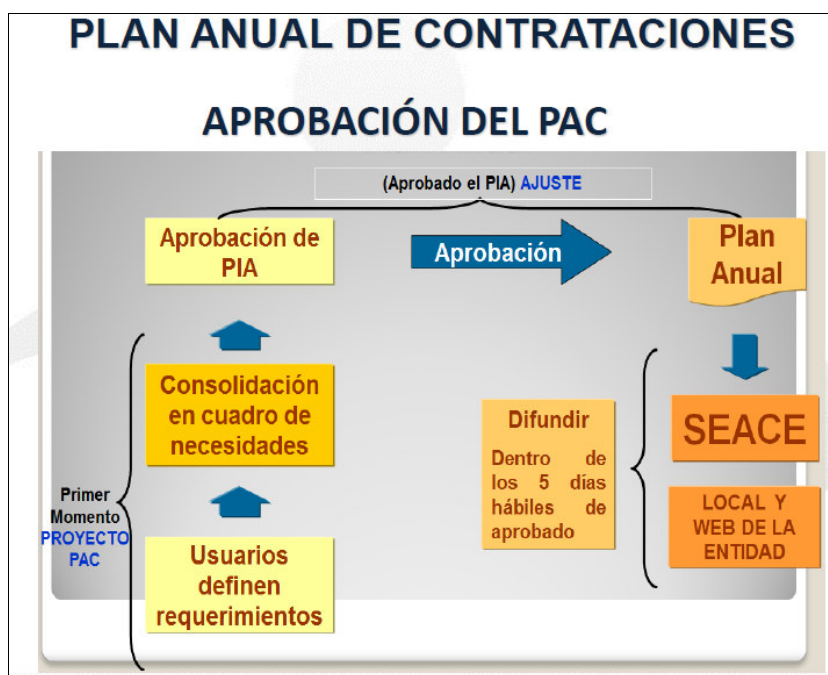 PLAN ANUAL DE CONTRATACIONES
APROBACIÓN DEL PAC
(Aprobado el PIA) AJUSTE
Aprobación de
PIA
Aprobación
Plan
Anual
Consolidación
en cuadro de
necesidades
Difundir
Dentro de
los 5 días
hábiles de
aprobado
SEACE
LOCAL Y
WEB DE LA
ENTIDAD
Primer
Momento
PROYECTO
PAC
Usuarios
definen
requerimientos